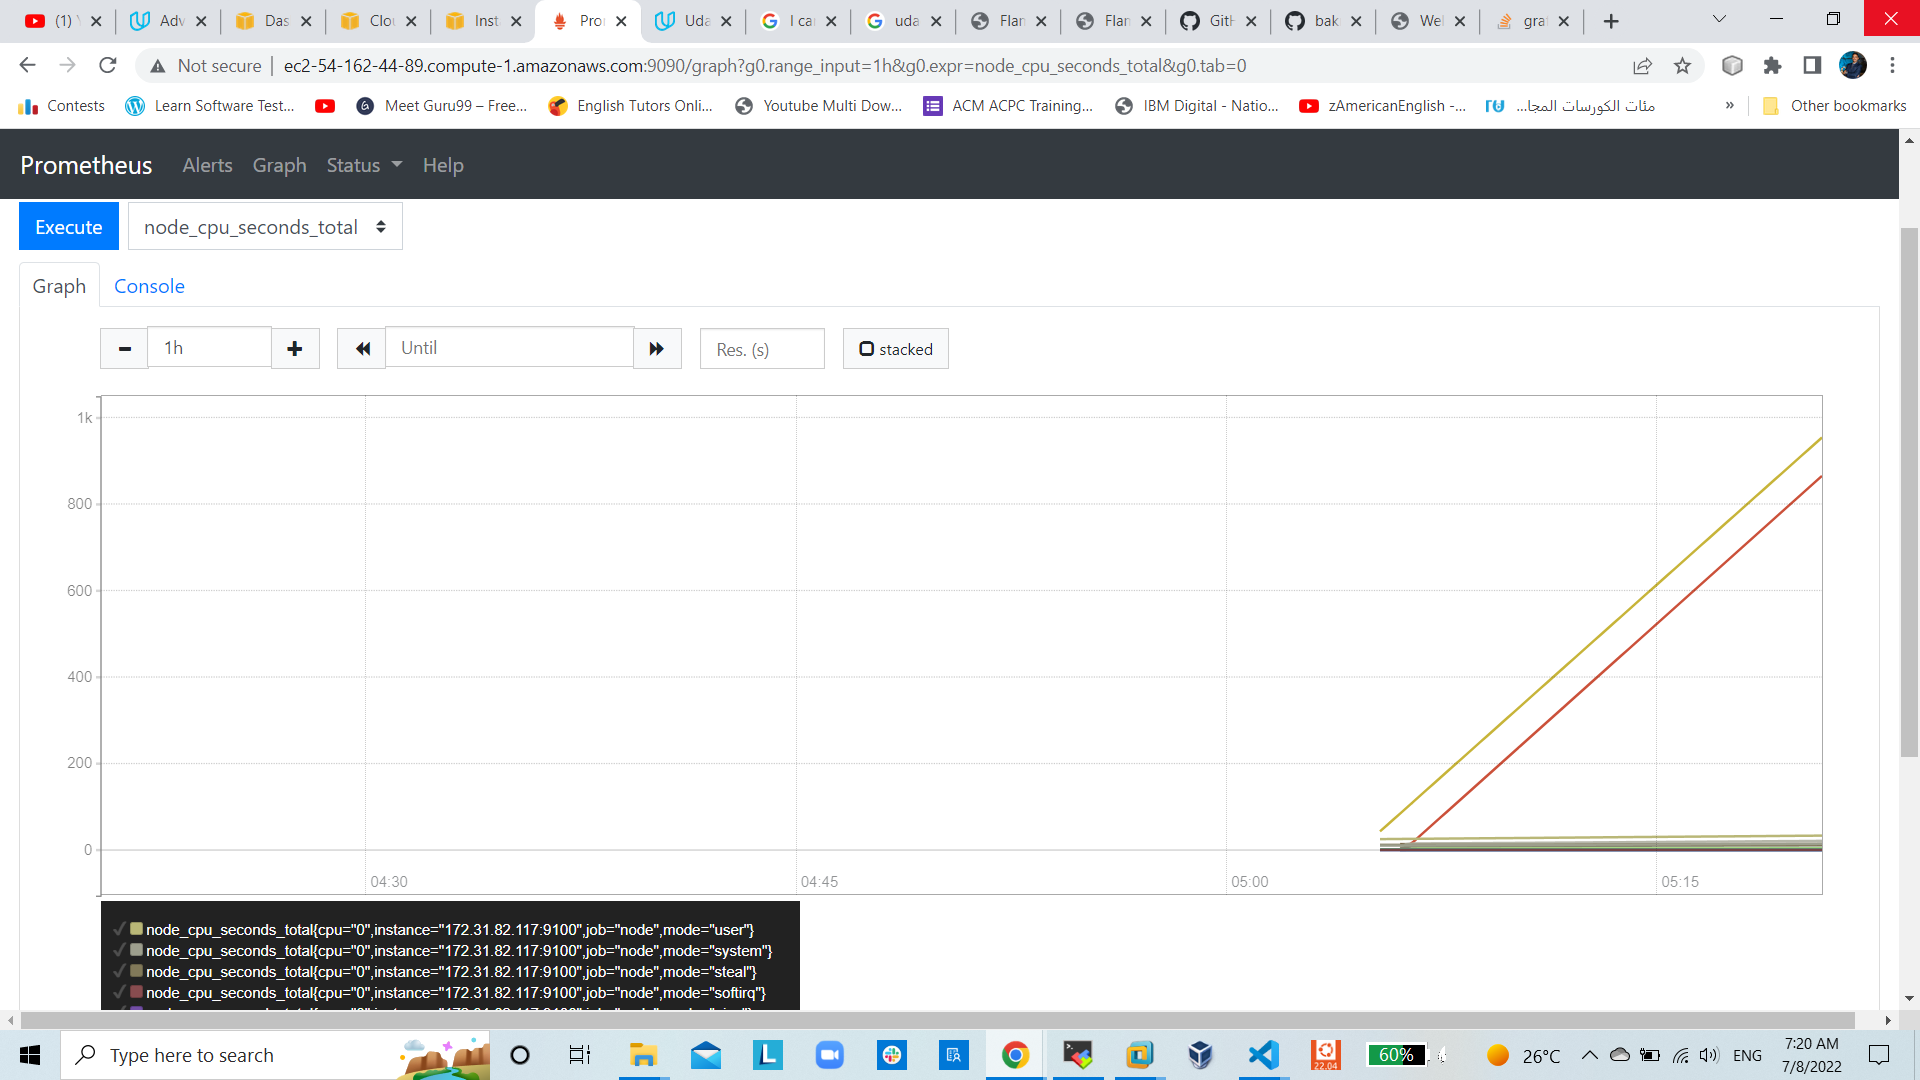 (1) Y
Adv
Das
Clou
Inst
Pro
Uda
I ca
uda
Flan
Flan
GitH
bak
Wel
gra
Not secure
ec2-54-162-44-89.compute-1.amazonaws.com:9090/graph?g0.range_input=1h&g0.expr=node_cpu_seconds_total&g0.tab=0
Contests
Learn Software Test...
Meet Guru99 – Free...
English Tutors Onli...
Youtube Multi Dow...
ACM ACPC Training...
IBM Digital - Natio...
zAmericanEnglish -...
مئات الكورسات المجا...
»
Other bookmarks
Prometheus
Alerts
Graph
Status
Help
Execute
node_cpu_seconds_total
Graph
Console
1h
Until
Res. (s)
stacked
1k
800
600
400
200
0
04:30
04:45
05:00
05:15
node_cpu_seconds_total{cpu="0",instance="172.31.82.117:9100",job="node",mode="user"}
node_cpu_seconds_total{cpu="0",instance="172.31.82.117:9100",job="node",mode="system"}
node_cpu_seconds_total{cpu="0",instance="172.31.82.117:9100",job="node",mode="steal"}
node_cpu_seconds_total{cpu="0",instance="172.31.82.117:9100",job="node",mode="softirq"}
Type here to search
L
22.04
60%
26°C
ENG
7:20 AM
7/8/2022